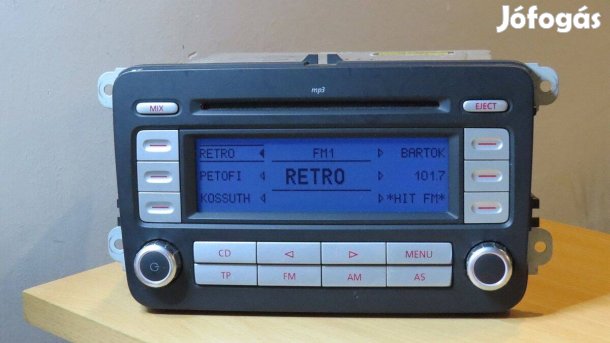 Jófogás
mp3
MIX
EJECT
RETRO FM1 BARTOK
PETOFI RETRO 101.7
KOSSUTH *HIT FM*
CD MENU
TP FM AM AS